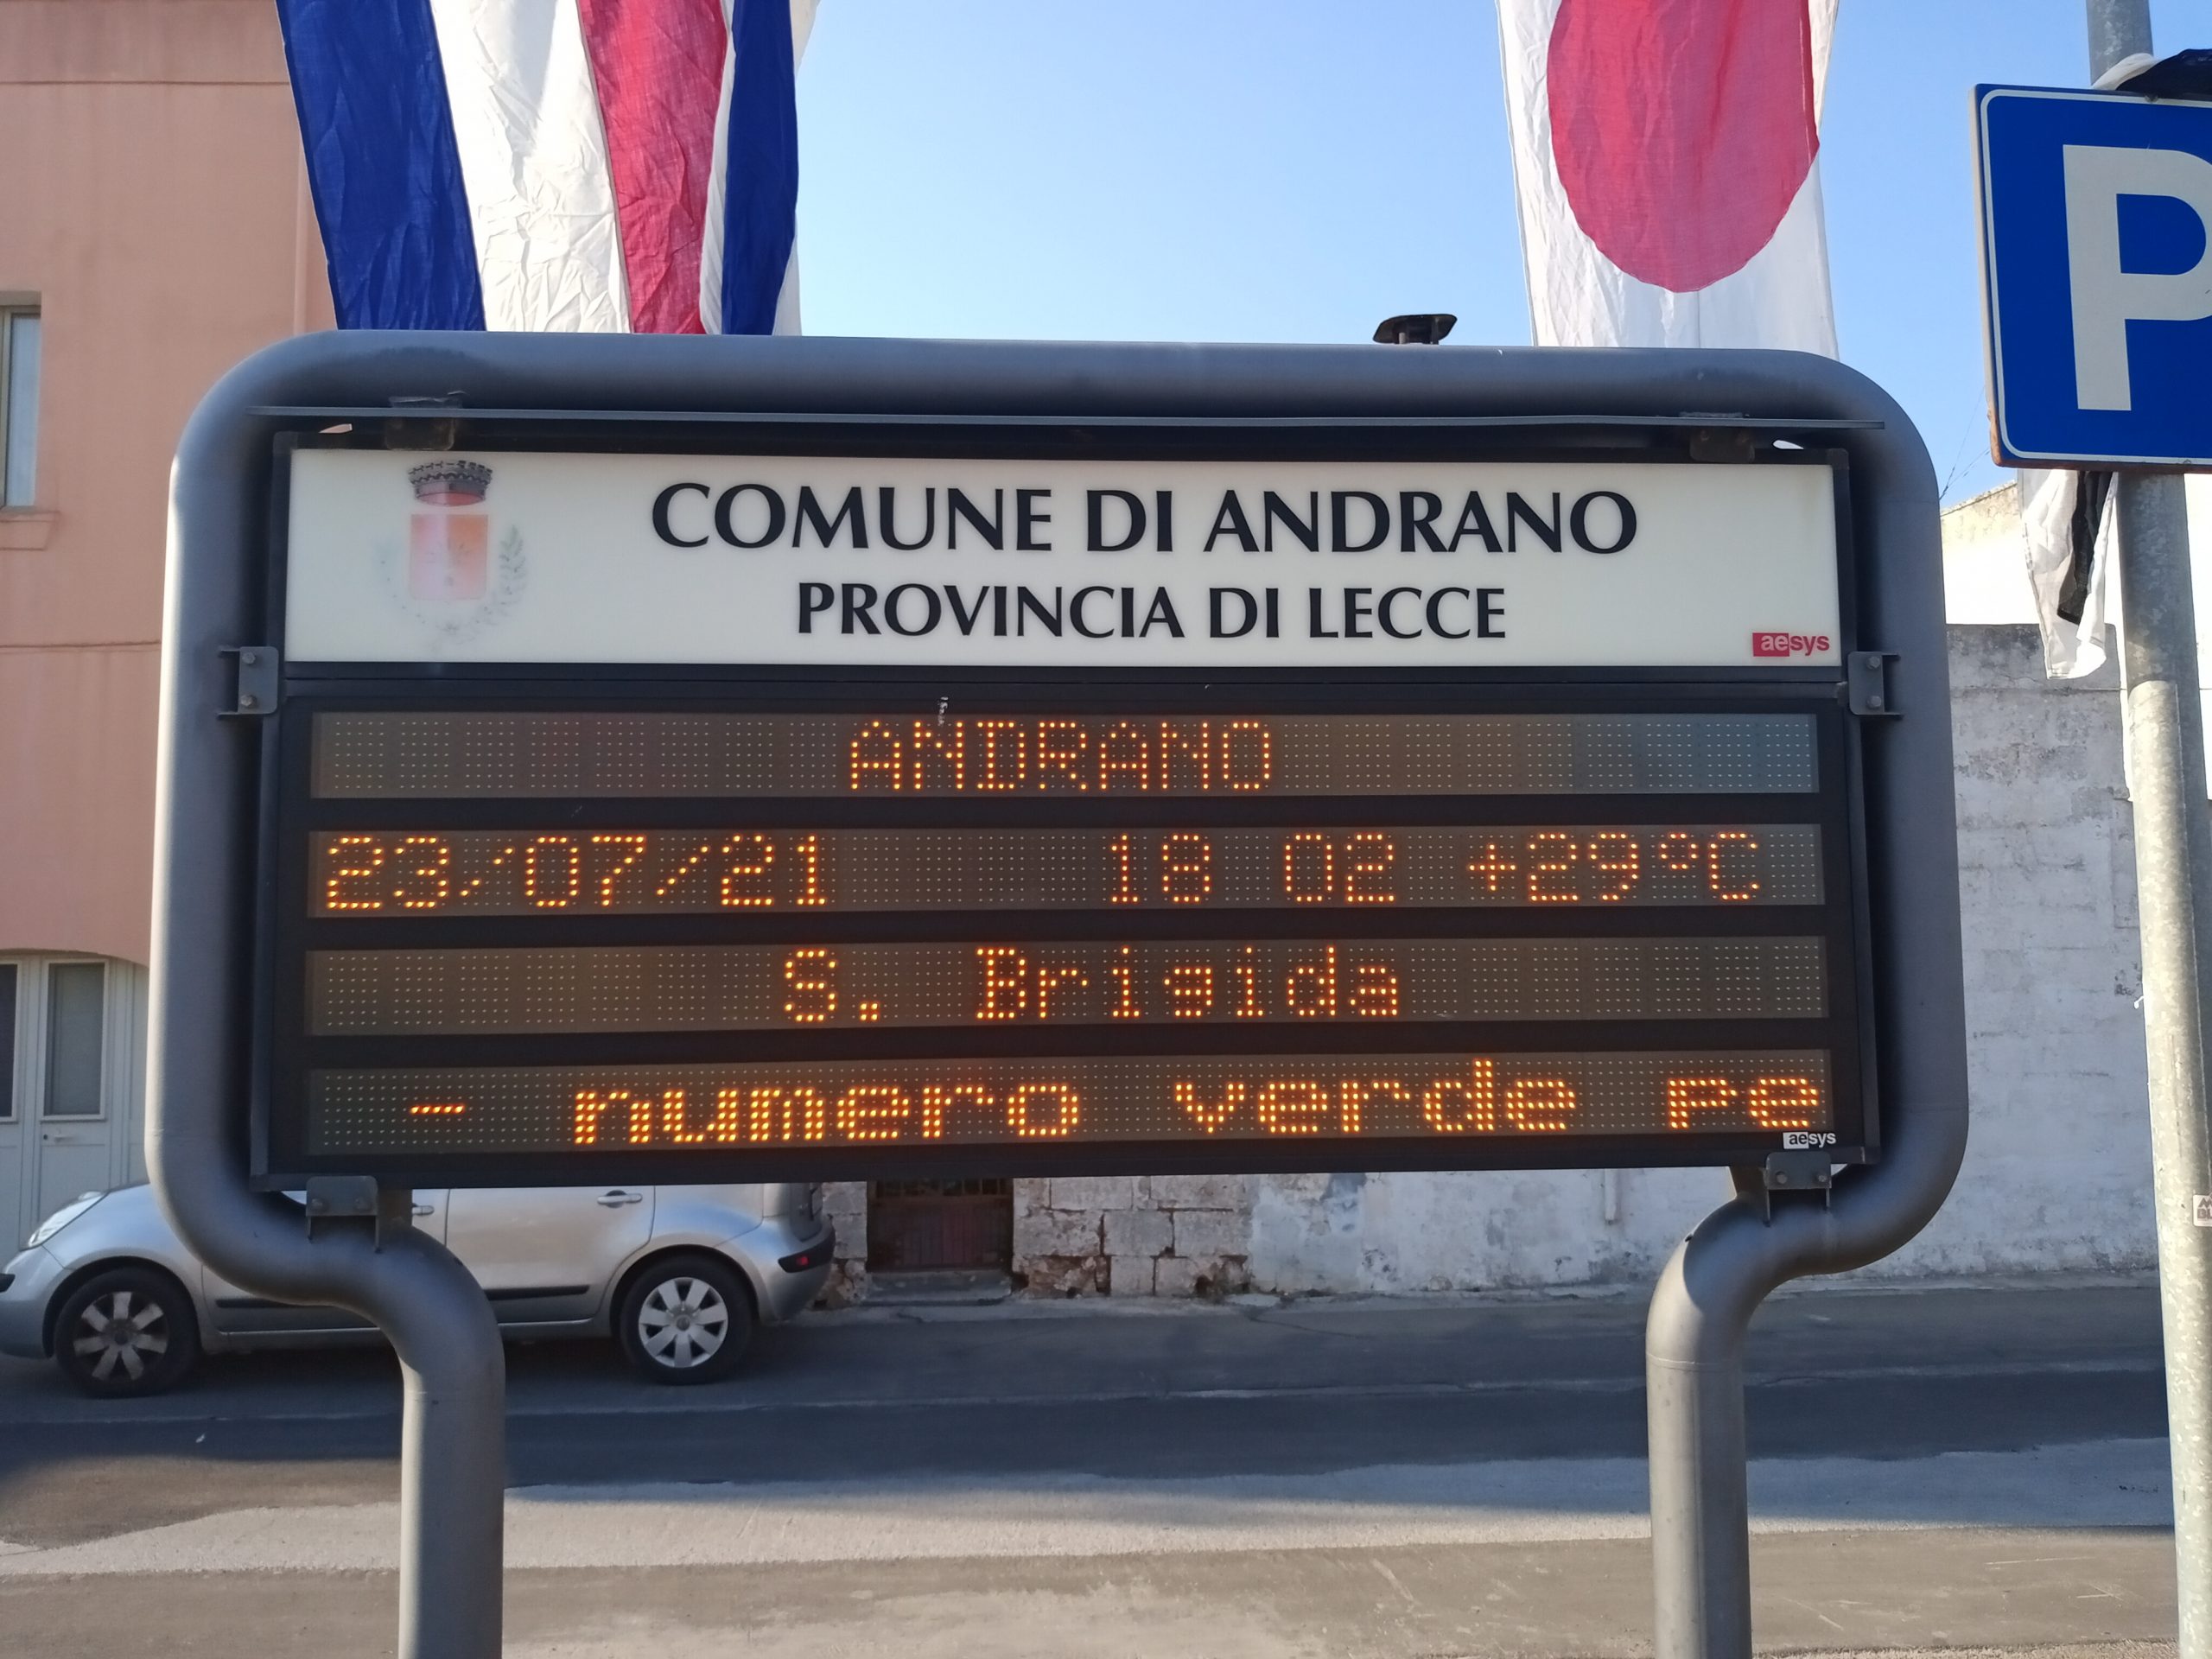 P
COMUNE DI ANDRANO
PROVINCIA DI LECCE
aesys
ANDRANO
23/07/21 18 02 +29°C
S. Brigida
- numero verde pe
aesys